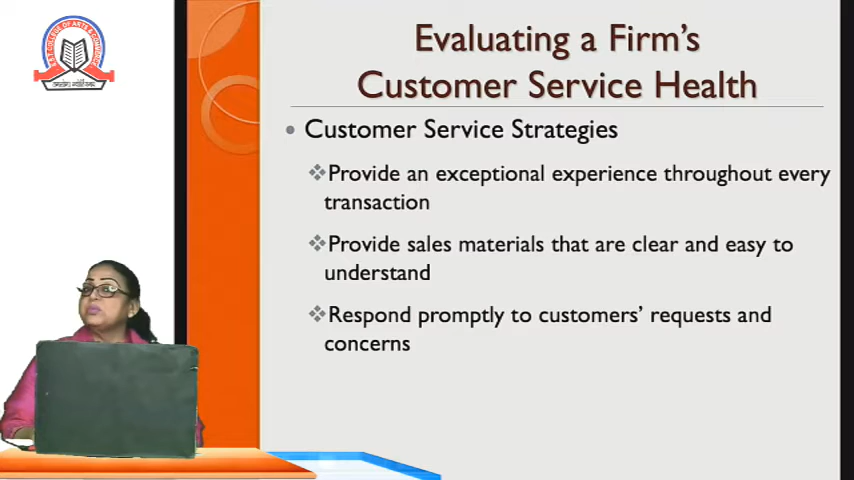 Evaluating a Firm's
Customer Service Health
Customer Service Strategies
Provide an exceptional experience throughout every
transaction
Provide sales materials that are clear and easy to
understand
Respond promptly to customers' requests and
concerns